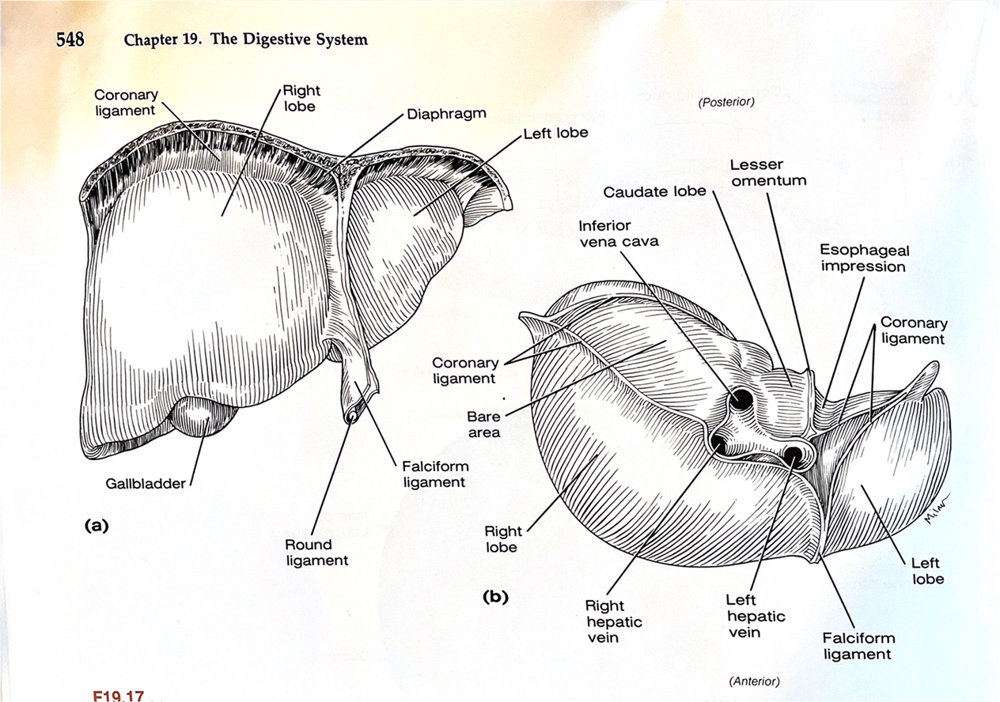 548 Chapter 19. The Digestive System
Coronary
ligament
Right
lobe
Diaphragm
Left lobe
Gallbladder
Falciform
ligament
Round
ligament
(a)
(Posterior)
Lesser
omentum
Caudate lobe
Inferior
vena cava
Esophageal
impression
Coronary
ligament
Coronary
ligament
Bare
area
Right
lobe
Left
lobe
Right
hepatic
vein
Left
hepatic
vein
Falciform
ligament
Milar
(b)
(Anterior)
F19.17